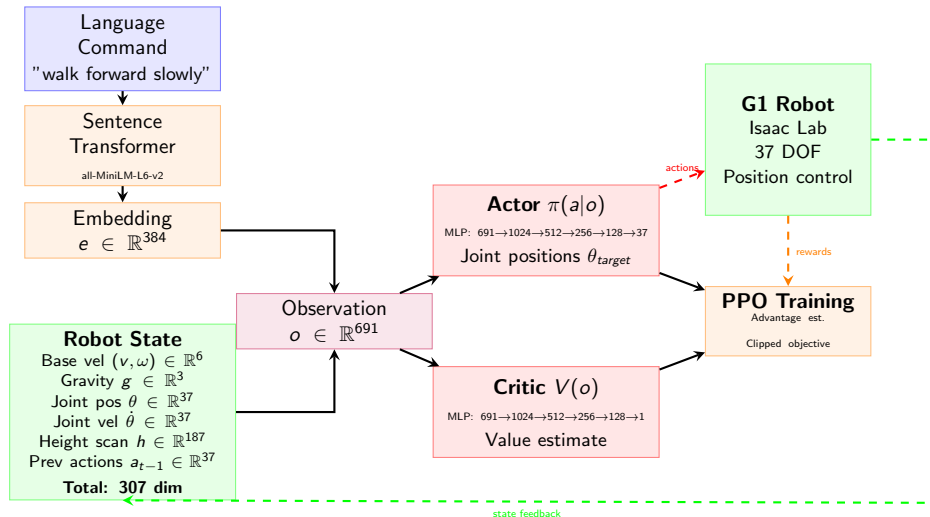 Language
Command
"walk forward slowly"
Sentence
Transformer
all-MiniLM-L6-v2
Embedding
e ∈ ℝ³⁸⁴
Robot State
Base vel (v, ω) ∈ ℝ⁶
Gravity g ∈ ℝ³
Joint pos θ ∈ ℝ³⁷
Joint vel θ̇ ∈ ℝ³⁷
Height scan h ∈ ℝ¹⁸⁷
Prev actions aₜ₋₁ ∈ ℝ³⁷
Total: 307 dim
Observation
o ∈ ℝ⁶⁹¹
Actor π(a|o)
MLP: 691→1024→512→256→128→37
Joint positions θ_target
Critic V(o)
MLP: 691→1024→512→256→128→1
Value estimate
actions
G1 Robot
Isaac Lab
37 DOF
Position control
rewards
PPO Training
Advantage est.
Clipped objective
state feedback